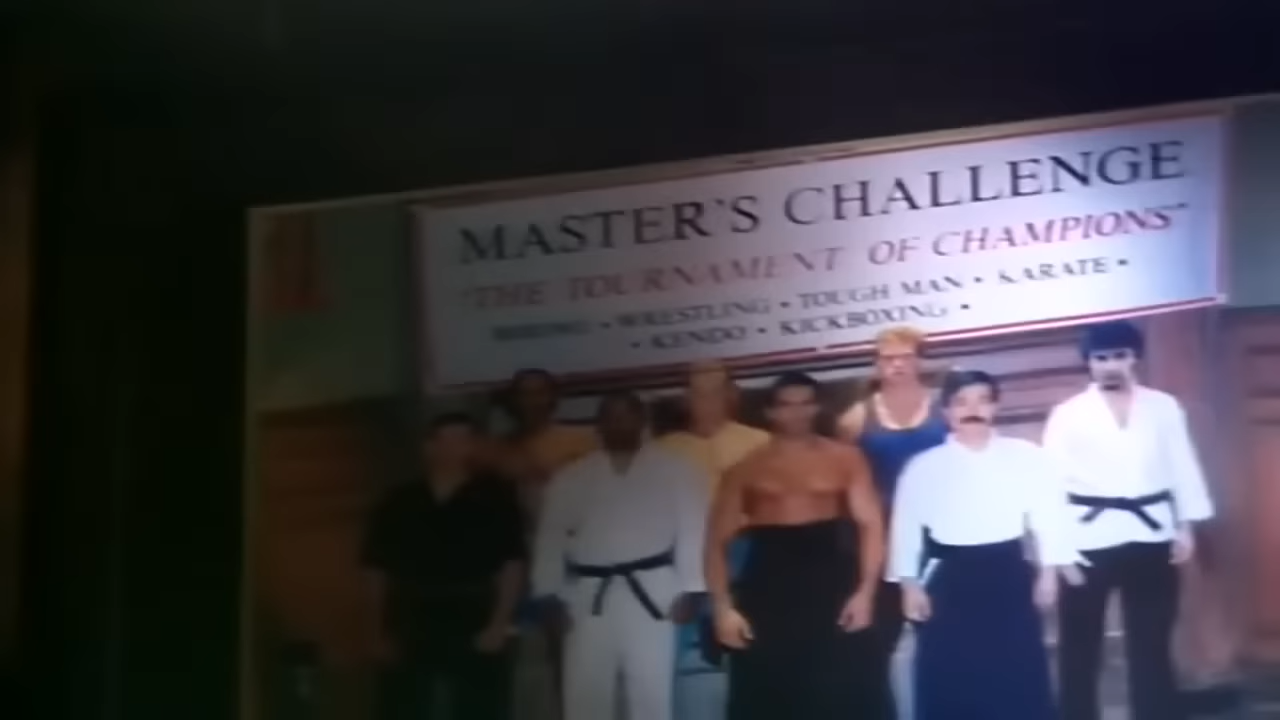 MASTER'S CHALLENGE
"THE TOURNAMENT OF CHAMPIONS"
• WRESTLING • TOUGH MAN • KARATE •
• KENDO • KICKBOXING •